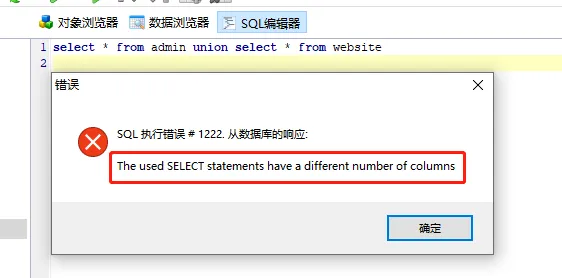 对象浏览器 数据浏览器 SQL编辑器
1 select * from admin union select * from website
2
错误
SQL 执行错误 # 1222. 从数据库的响应:
The used SELECT statements have a different number of columns
确定